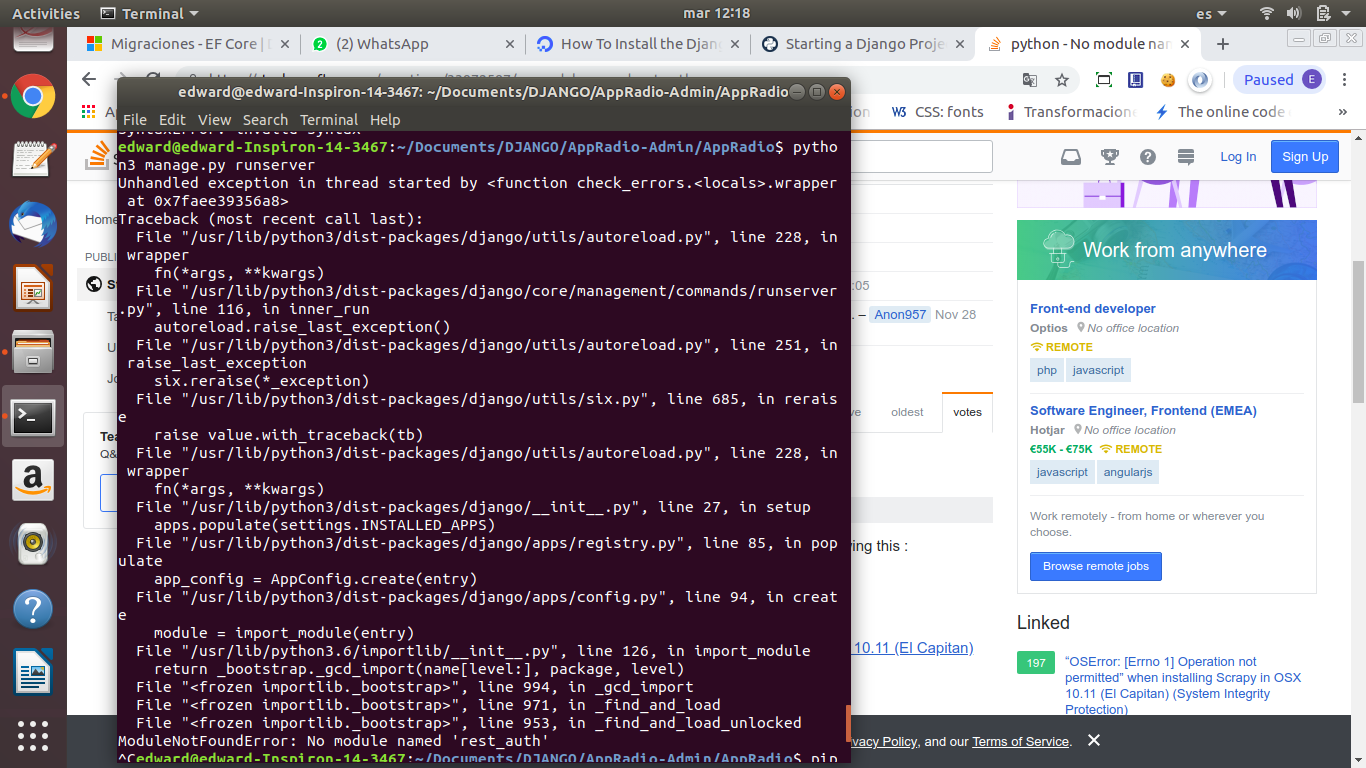 Activities
Terminal
mar 12:18
es
Migraciones - EF Core |
(2) WhatsApp
How To Install the Djan
Starting a Django Proje
python - No module nan
Paused
E
CSS: fonts
Transformacione
The online code
»
edward@edward-Inspiron-14-3467: ~/Documents/DJANGO/AppRadio-Admin/AppRadio
File Edit View Search Terminal Help
SyntaxError: invalid syntax
edward@edward-Inspiron-14-3467:~/Documents/DJANGO/AppRadio-Admin/AppRadio$ pytho
n3 manage.py runserver
Unhandled exception in thread started by <function check_errors.<locals>.wrapper
at 0x7faee39356a8>
Traceback (most recent call last):
File "/usr/lib/python3/dist-packages/django/utils/autoreload.py", line 228, in
wrapper
fn(*args, **kwargs)
File "/usr/lib/python3/dist-packages/django/core/management/commands/runserver
.py", line 116, in inner_run
autoreload.raise_last_exception()
File "/usr/lib/python3/dist-packages/django/utils/autoreload.py", line 251, in
raise_last_exception
six.reraise(*_exception)
File "/usr/lib/python3/dist-packages/django/utils/six.py", line 685, in rerais
e
raise value.with_traceback(tb)
File "/usr/lib/python3/dist-packages/django/utils/autoreload.py", line 228, in
wrapper
fn(*args, **kwargs)
File "/usr/lib/python3/dist-packages/django/__init__.py", line 27, in setup
apps.populate(settings.INSTALLED_APPS)
File "/usr/lib/python3/dist-packages/django/apps/registry.py", line 85, in pop
ulate
app_config = AppConfig.create(entry)
File "/usr/lib/python3/dist-packages/django/apps/config.py", line 94, in creat
e
module = import_module(entry)
File "/usr/lib/python3.6/importlib/__init__.py", line 126, in import_module
return _bootstrap._gcd_import(name[level:], package, level)
File "<frozen importlib._bootstrap>", line 994, in _gcd_import
File "<frozen importlib._bootstrap>", line 971, in _find_and_load
File "<frozen importlib._bootstrap>", line 953, in _find_and_load_unlocked
ModuleNotFoundError: No module named 'rest_auth'
^Cedward@edward-Inspiron-14-3467:~/Documents/DJANGO/AppRadio-Admin/AppRadio$ pip
Home
PUBLI
Log In
Sign Up
:05
. – Anon957 Nov 28
ve
oldest
votes
ing this :
10.11 (El Capitan)
vacy Policy, and our Terms of Service.
Work from anywhere
Front-end developer
Optios No office location
REMOTE
php javascript
Software Engineer, Frontend (EMEA)
Hotjar No office location
€55K - €75K REMOTE
javascript angularjs
Work remotely - from home or wherever you
choose.
Browse remote jobs
Linked
197
“OSError: [Errno 1] Operation not
permitted” when installing Scrapy in OSX
10.11 (El Capitan) (System Integrity
Protection)